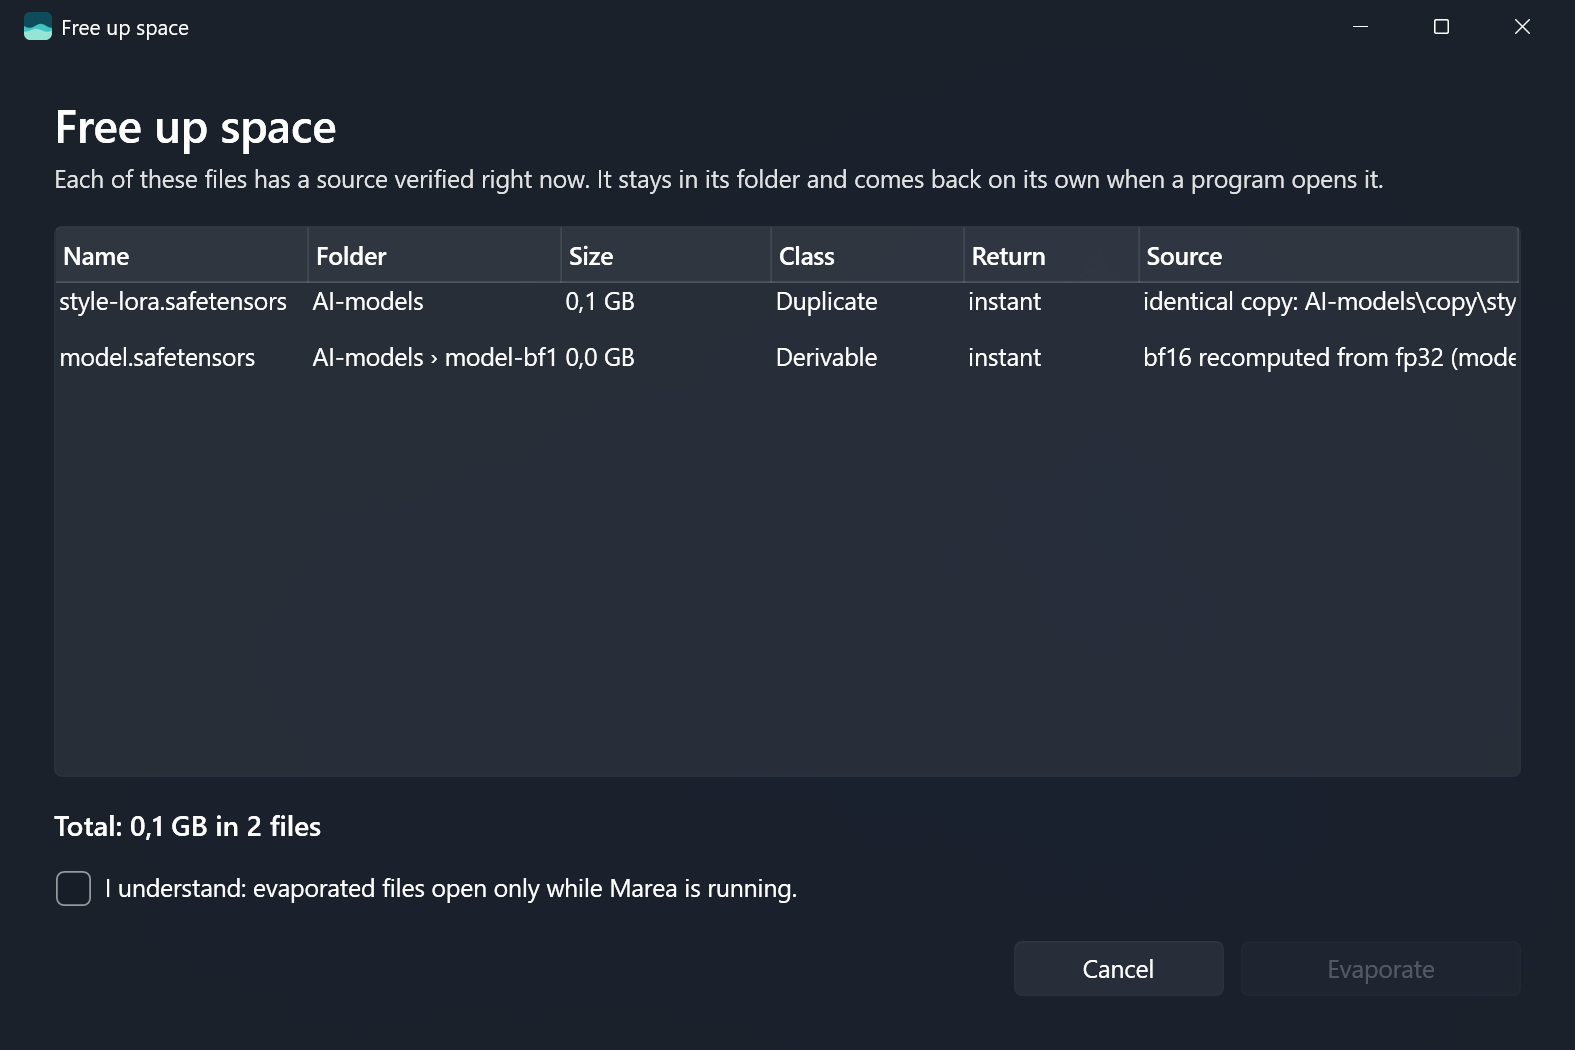 Free up space
Free up space
Each of these files has a source verified right now. It stays in its folder and comes back on its own when a program opens it.
Name Folder Size Class Return Source
style-lora.safetensors AI-models 0,1 GB Duplicate instant identical copy: AI-models\copy\sty
model.safetensors AI-models › model-bf1 0,0 GB Derivable instant bf16 recomputed from fp32 (mode
Total: 0,1 GB in 2 files
I understand: evaporated files open only while Marea is running.
Cancel Evaporate